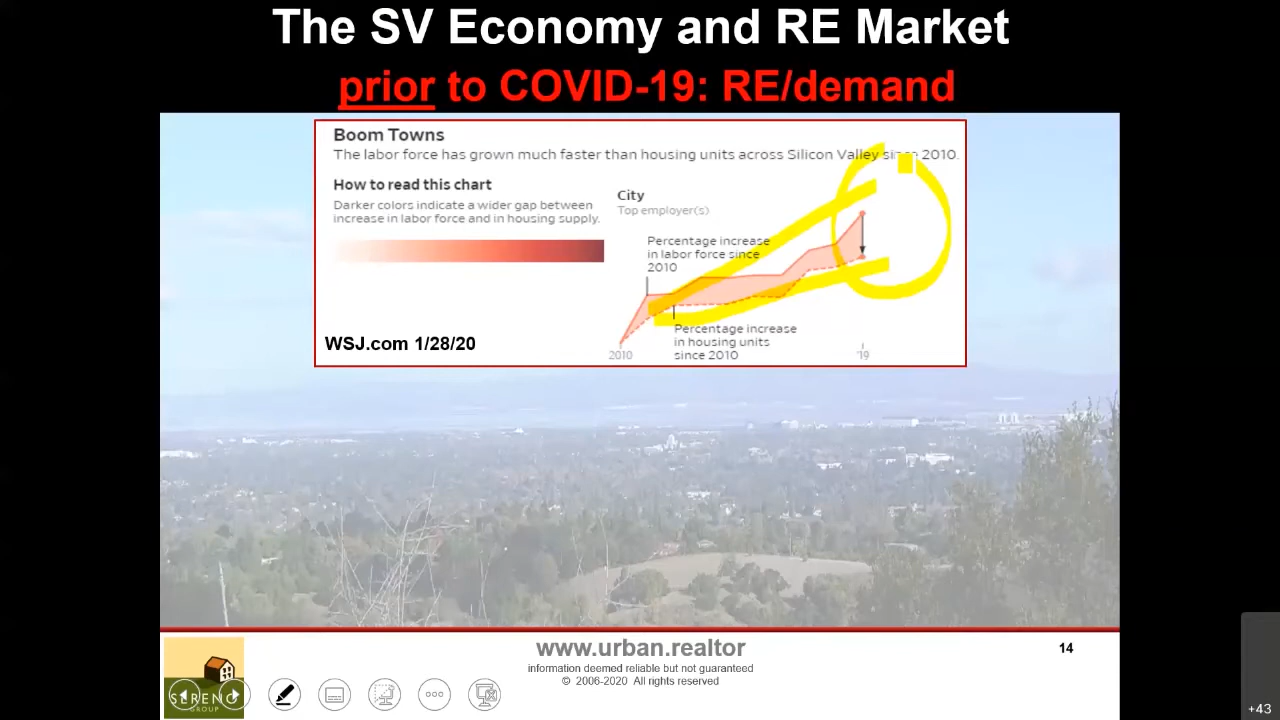 The SV Economy and RE Market
prior to COVID-19: RE/demand
Boom Towns
The labor force has grown much faster than housing units across Silicon Valley since 2010.
How to read this chart
Darker colors indicate a wider gap between
increase in labor force and in housing supply.
City
Top employer(s)
Percentage increase
in labor force since
2010
Percentage increase
in housing units
since 2010
2010
'19
WSJ.com 1/28/20
www.urban.realtor
information deemed reliable but not guaranteed
© 2006-2020 All rights reserved
14
SERENO
GROUP
+43